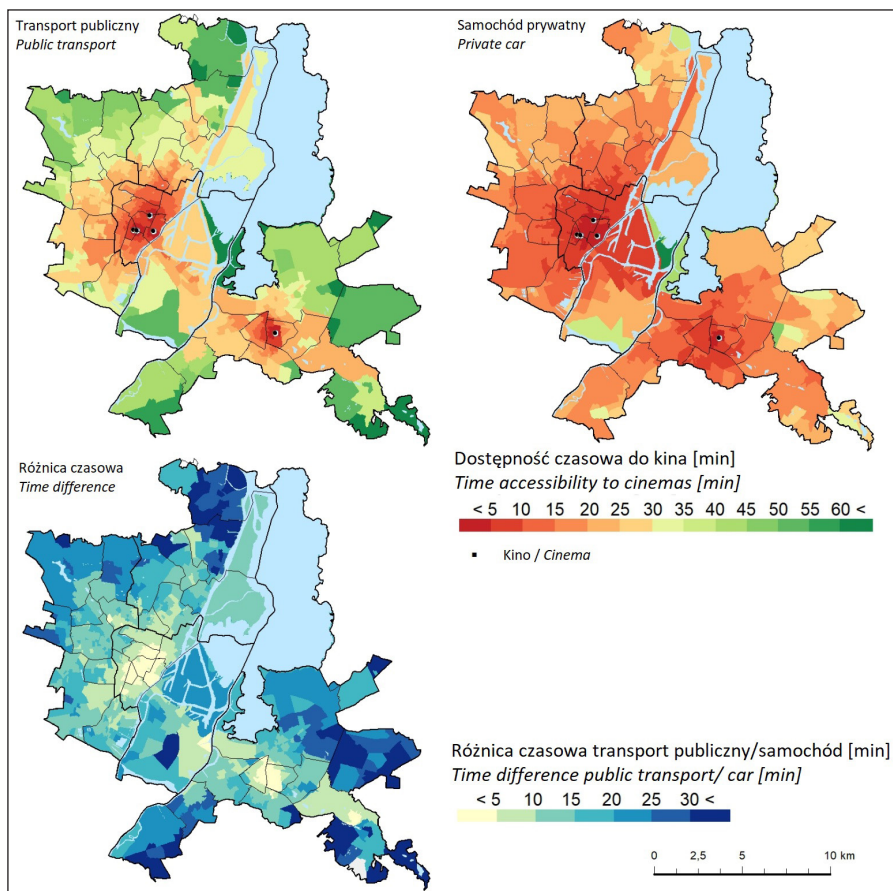 Transport publiczny
Public transport
Samochód prywatny
Private car
Różnica czasowa
Time difference
Dostępność czasowa do kina [min]
Time accessibility to cinemas [min]
< 5 10 15 20 25 30 35 40 45 50 55 60 <
Kino / Cinema
Różnica czasowa transport publiczny/samochód [min]
Time difference public transport/ car [min]
< 5 10 15 20 25 30 <
0 2,5 5 10 km